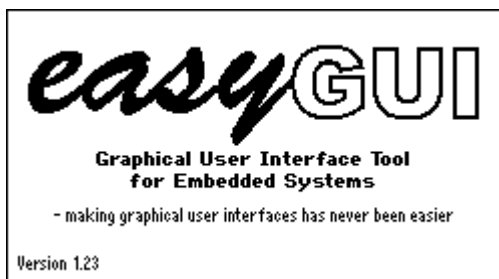 easyGUI
Graphical User Interface Tool
for Embedded Systems
- making graphical user interfaces has never been easier
Version 1.23